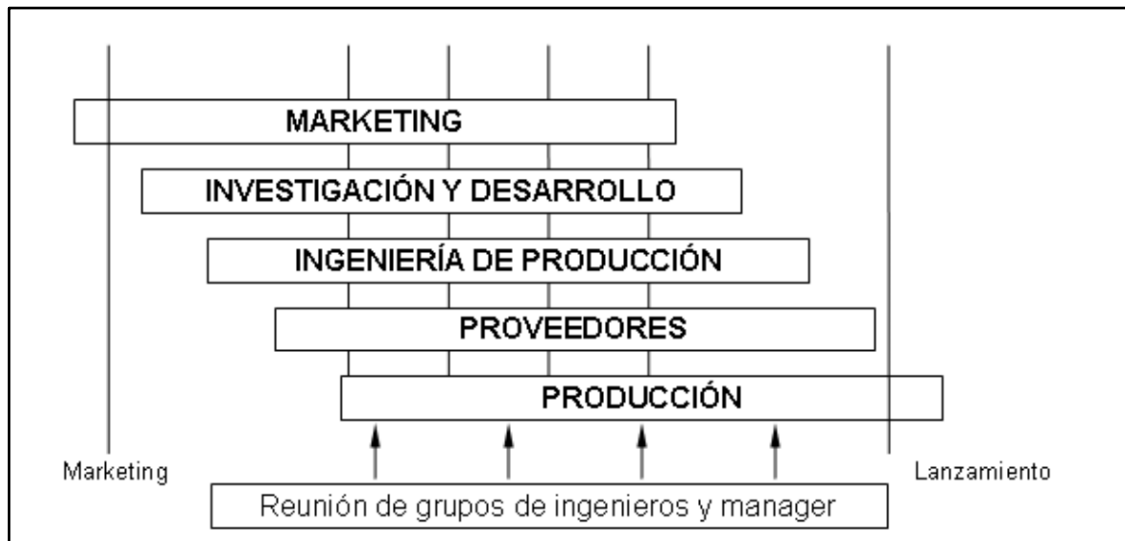 MARKETING
INVESTIGACIÓN Y DESARROLLO
INGENIERÍA DE PRODUCCIÓN
PROVEEDORES
PRODUCCIÓN
Marketing
Lanzamiento
Reunión de grupos de ingenieros y manager